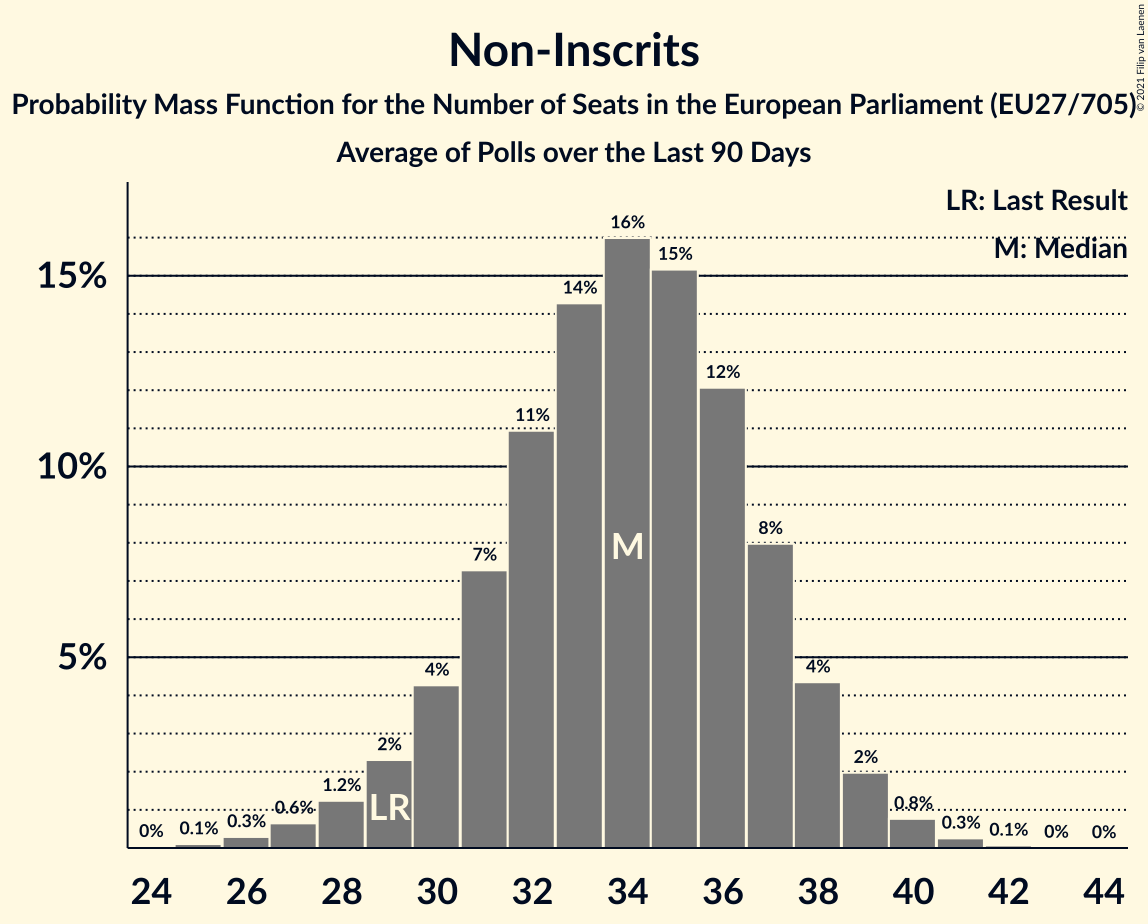 Non-Inscrits
Probability Mass Function for the Number of Seats in the European Parliament (EU27/705)
Average of Polls over the Last 90 Days
© 2021 Filip van Laenen
LR: Last Result
M: Median
15%
10%
5%
0%
0.1%
0.3%
0.6%
1.2%
2%
4%
7%
11%
14%
16%
15%
12%
8%
4%
2%
0.8%
0.3%
0.1%
0%
0%
LR
M
24 26 28 30 32 34 36 38 40 42 44